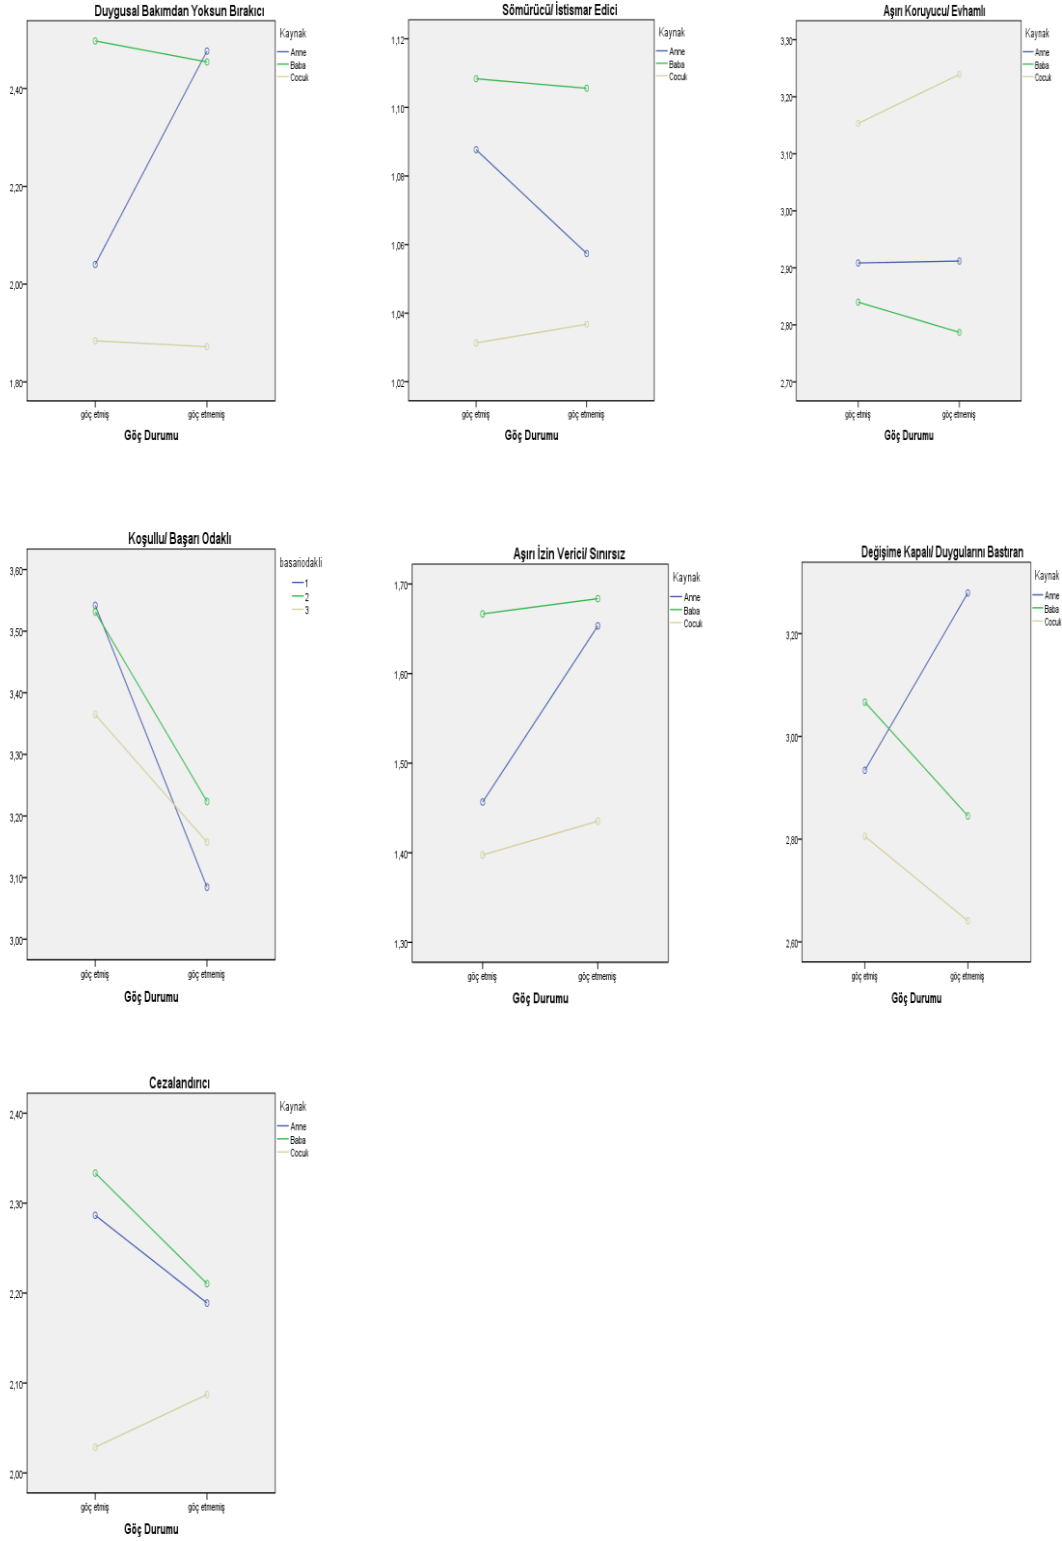 Duygusal Bakımdan Yoksun Bırakıcı
Kaynak
Anne
Baba
Cocuk
2,40
2,20
2,00
1,80
göç etmiş
göç etmemiş
Göç Durumu
Sömürücü/ İstismar Edici
Kaynak
Anne
Baba
Cocuk
1,12
1,10
1,08
1,06
1,04
1,02
göç etmiş
göç etmemiş
Göç Durumu
Aşırı Koruyucu/ Evhamlı
Kaynak
Anne
Baba
Cocuk
3,30
3,20
3,10
3,00
2,90
2,80
2,70
göç etmiş
göç etmemiş
Göç Durumu
Koşullu/ Başarı Odaklı
basariodakli
1
2
3
3,60
3,50
3,40
3,30
3,20
3,10
3,00
göç etmiş
göç etmemiş
Göç Durumu
Aşırı İzin Verici/ Sınırsız
Kaynak
Anne
Baba
Cocuk
1,70
1,60
1,50
1,40
1,30
göç etmiş
göç etmemiş
Göç Durumu
Değişime Kapalı/ Duygularını Bastıran
Kaynak
Anne
Baba
Cocuk
3,20
3,00
2,80
2,60
göç etmiş
göç etmemiş
Göç Durumu
Cezalandırıcı
Kaynak
Anne
Baba
Cocuk
2,40
2,30
2,20
2,10
2,00
göç etmiş
göç etmemiş
Göç Durumu